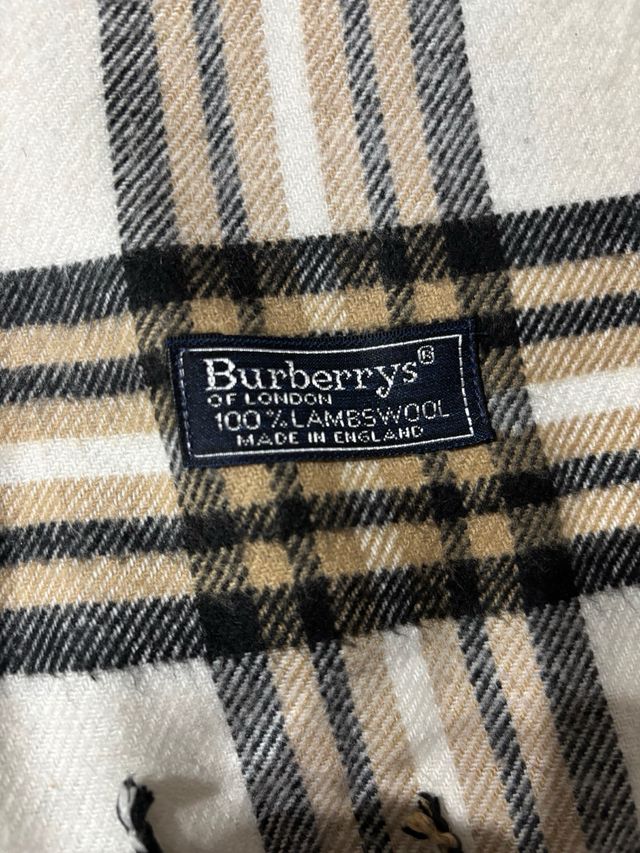 Burberrys®
OF LONDON
100% LAMBSWOOL
MADE IN ENGLAND